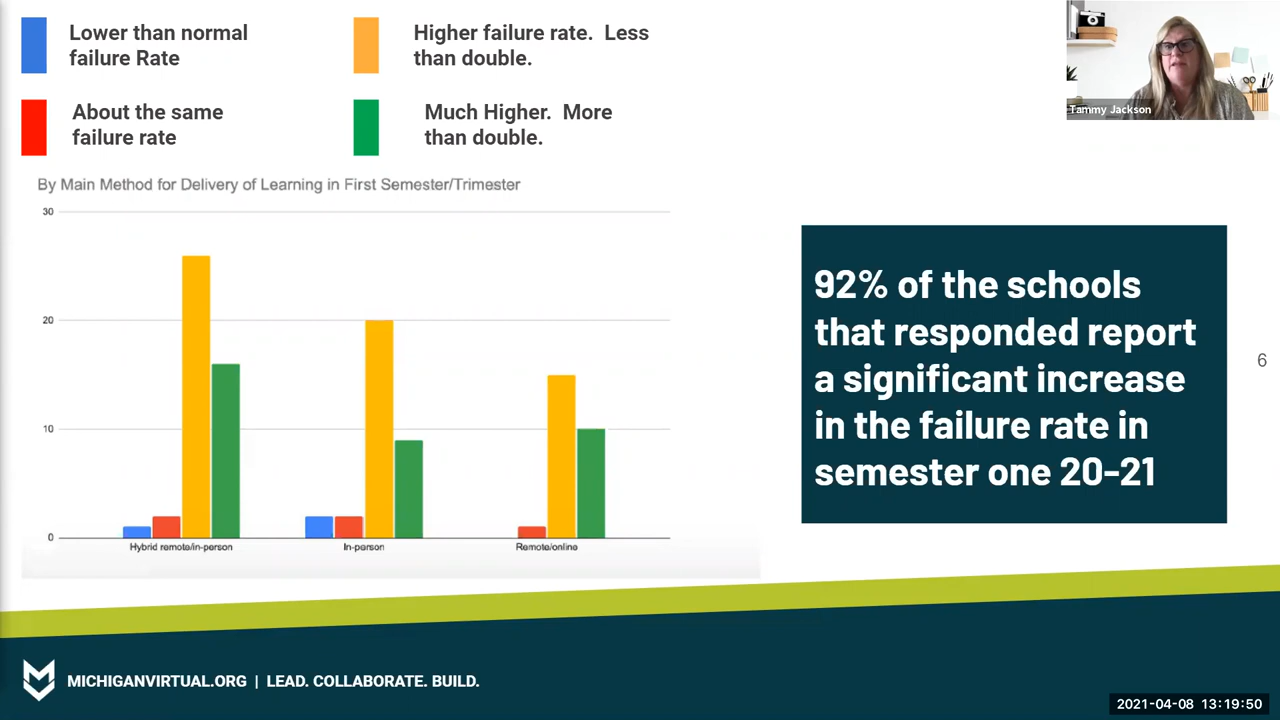 Lower than normal
failure Rate
Higher failure rate. Less
than double.
About the same
failure rate
Much Higher. More
than double.
Tammy Jackson
By Main Method for Delivery of Learning in First Semester/Trimester
30
20
10
0
Hybrid remote/in-person
In-person
Remote/online
92% of the schools
that responded report
a significant increase
in the failure rate in
semester one 20-21
6
MICHIGANVIRTUAL.ORG | LEAD. COLLABORATE. BUILD.
2021-04-08 13:19:50